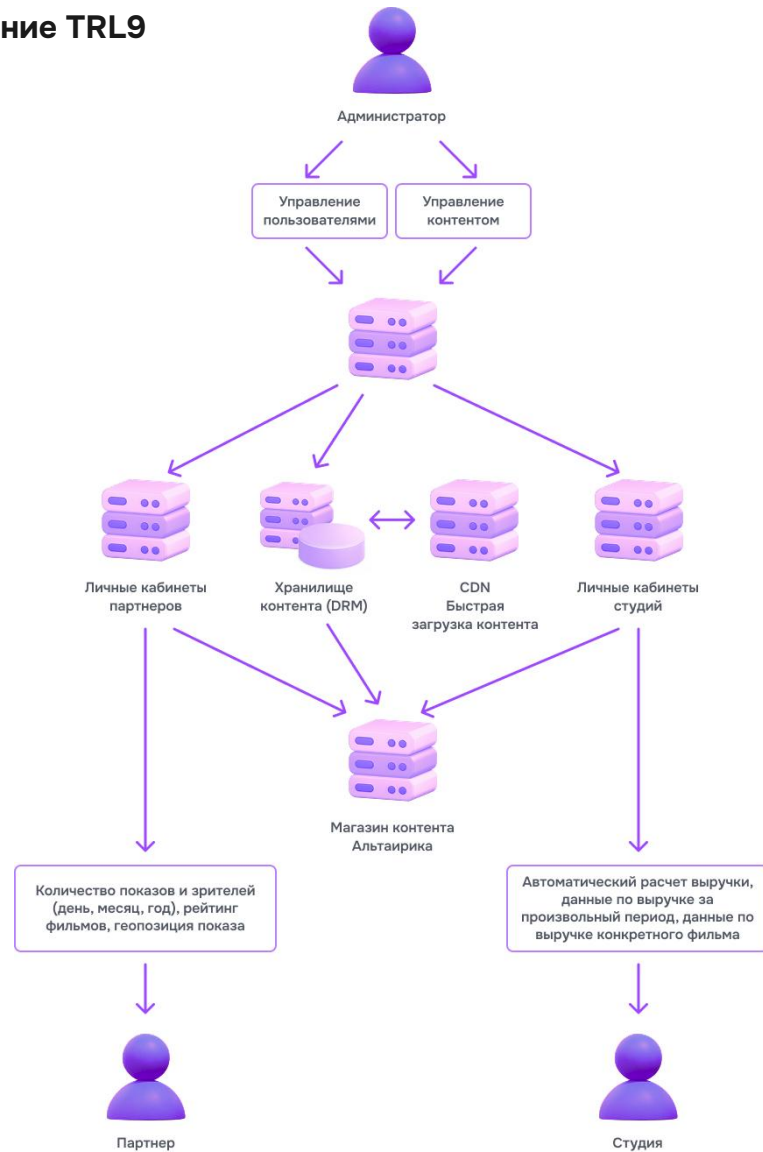 ние TRL9
Администратор
Управление
пользователями
Управление
контентом
Личные кабинеты
партнеров
Хранилище
контента (DRM)
CDN
Быстрая
загрузка контента
Личные кабинеты
студий
Магазин контента
Альтаирика
Количество показов и зрителей
(день, месяц, год), рейтинг
фильмов, геопозиция показа
Автоматический расчет выручки,
данные по выручке за
произвольный период, данные по
выручке конкретного фильма
Партнер
Студия